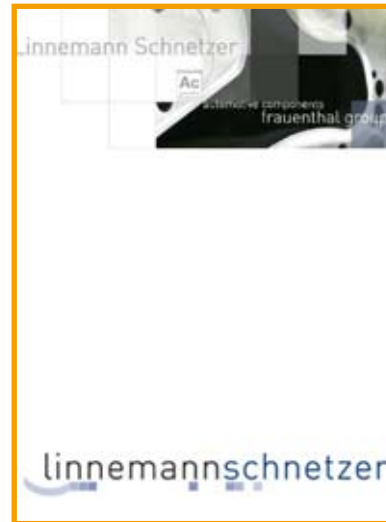 Linnemann Schnetzer
Ac
automotive components
frauenthal group
linnemannschnetzer